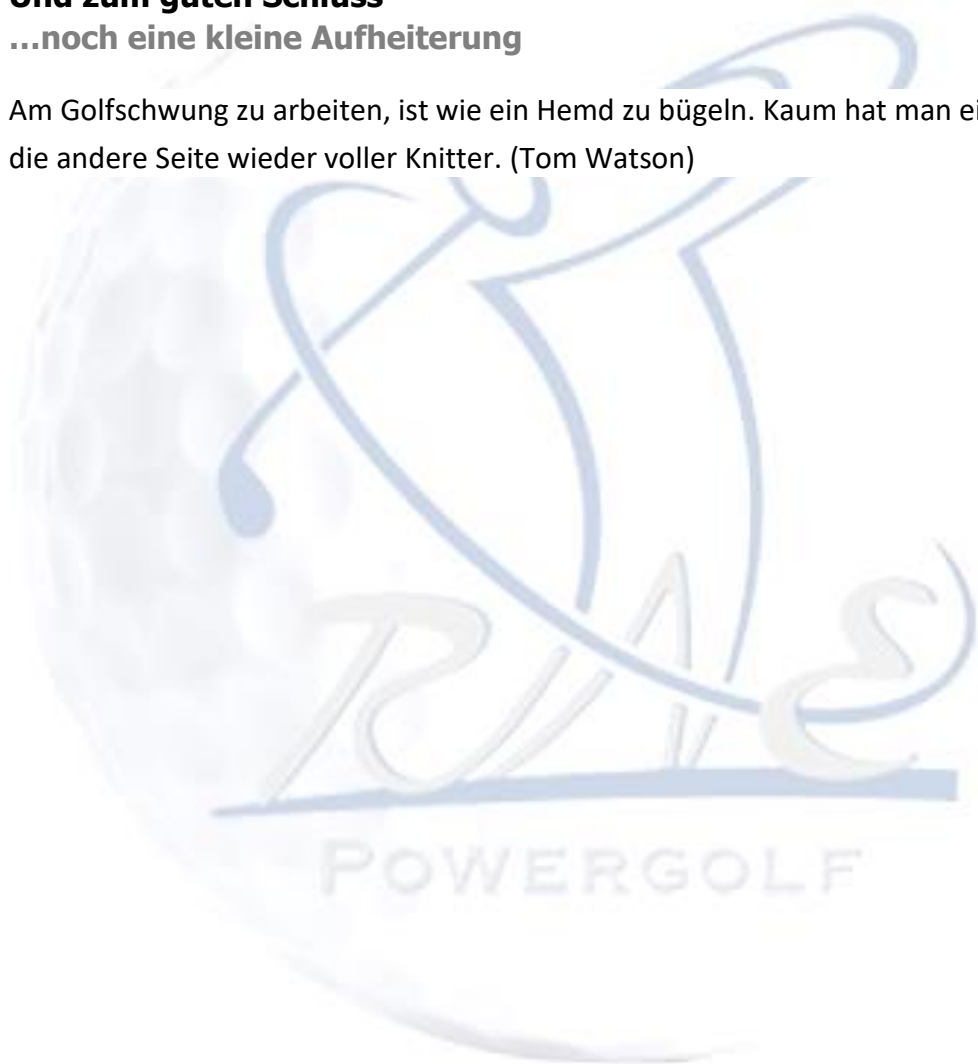 Und zum guten Schluss
...noch eine kleine Aufheiterung
Am Golfschwung zu arbeiten, ist wie ein Hemd zu bügeln. Kaum hat man
die andere Seite wieder voller Knitter. (Tom Watson)
POWERGOLF